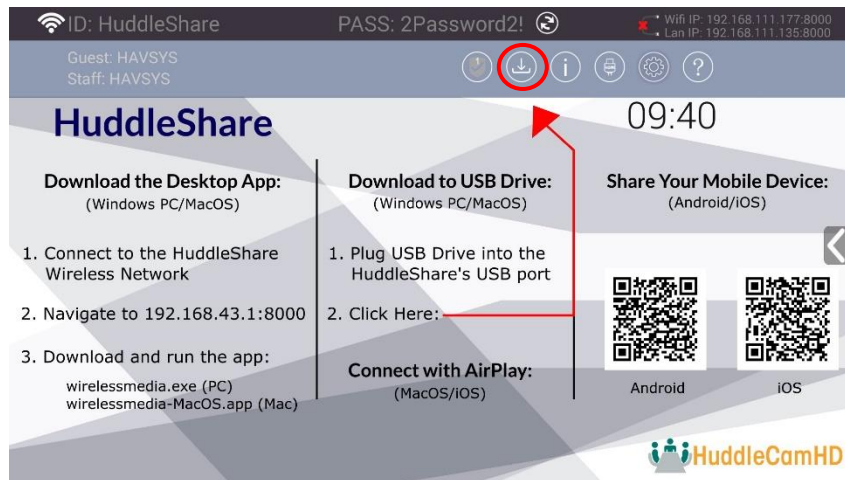 ID: HuddleShare
PASS: 2Password2!
Wifi IP: 192.168.111.177:8000
Lan IP: 192.168.111.135:8000
Guest: HAVSYS
Staff: HAVSYS
i
?
HuddleShare
09:40
Download the Desktop App:
(Windows PC/MacOS)
1. Connect to the HuddleShare
Wireless Network
2. Navigate to 192.168.43.1:8000
3. Download and run the app:
wirelessmedia.exe (PC)
wirelessmedia-MacOS.app (Mac)
Download to USB Drive:
(Windows PC/MacOS)
1. Plug USB Drive into the
HuddleShare's USB port
2. Click Here:
Connect with AirPlay:
(MacOS/iOS)
Share Your Mobile Device:
(Android/iOS)
Android
iOS
HuddleCamHD